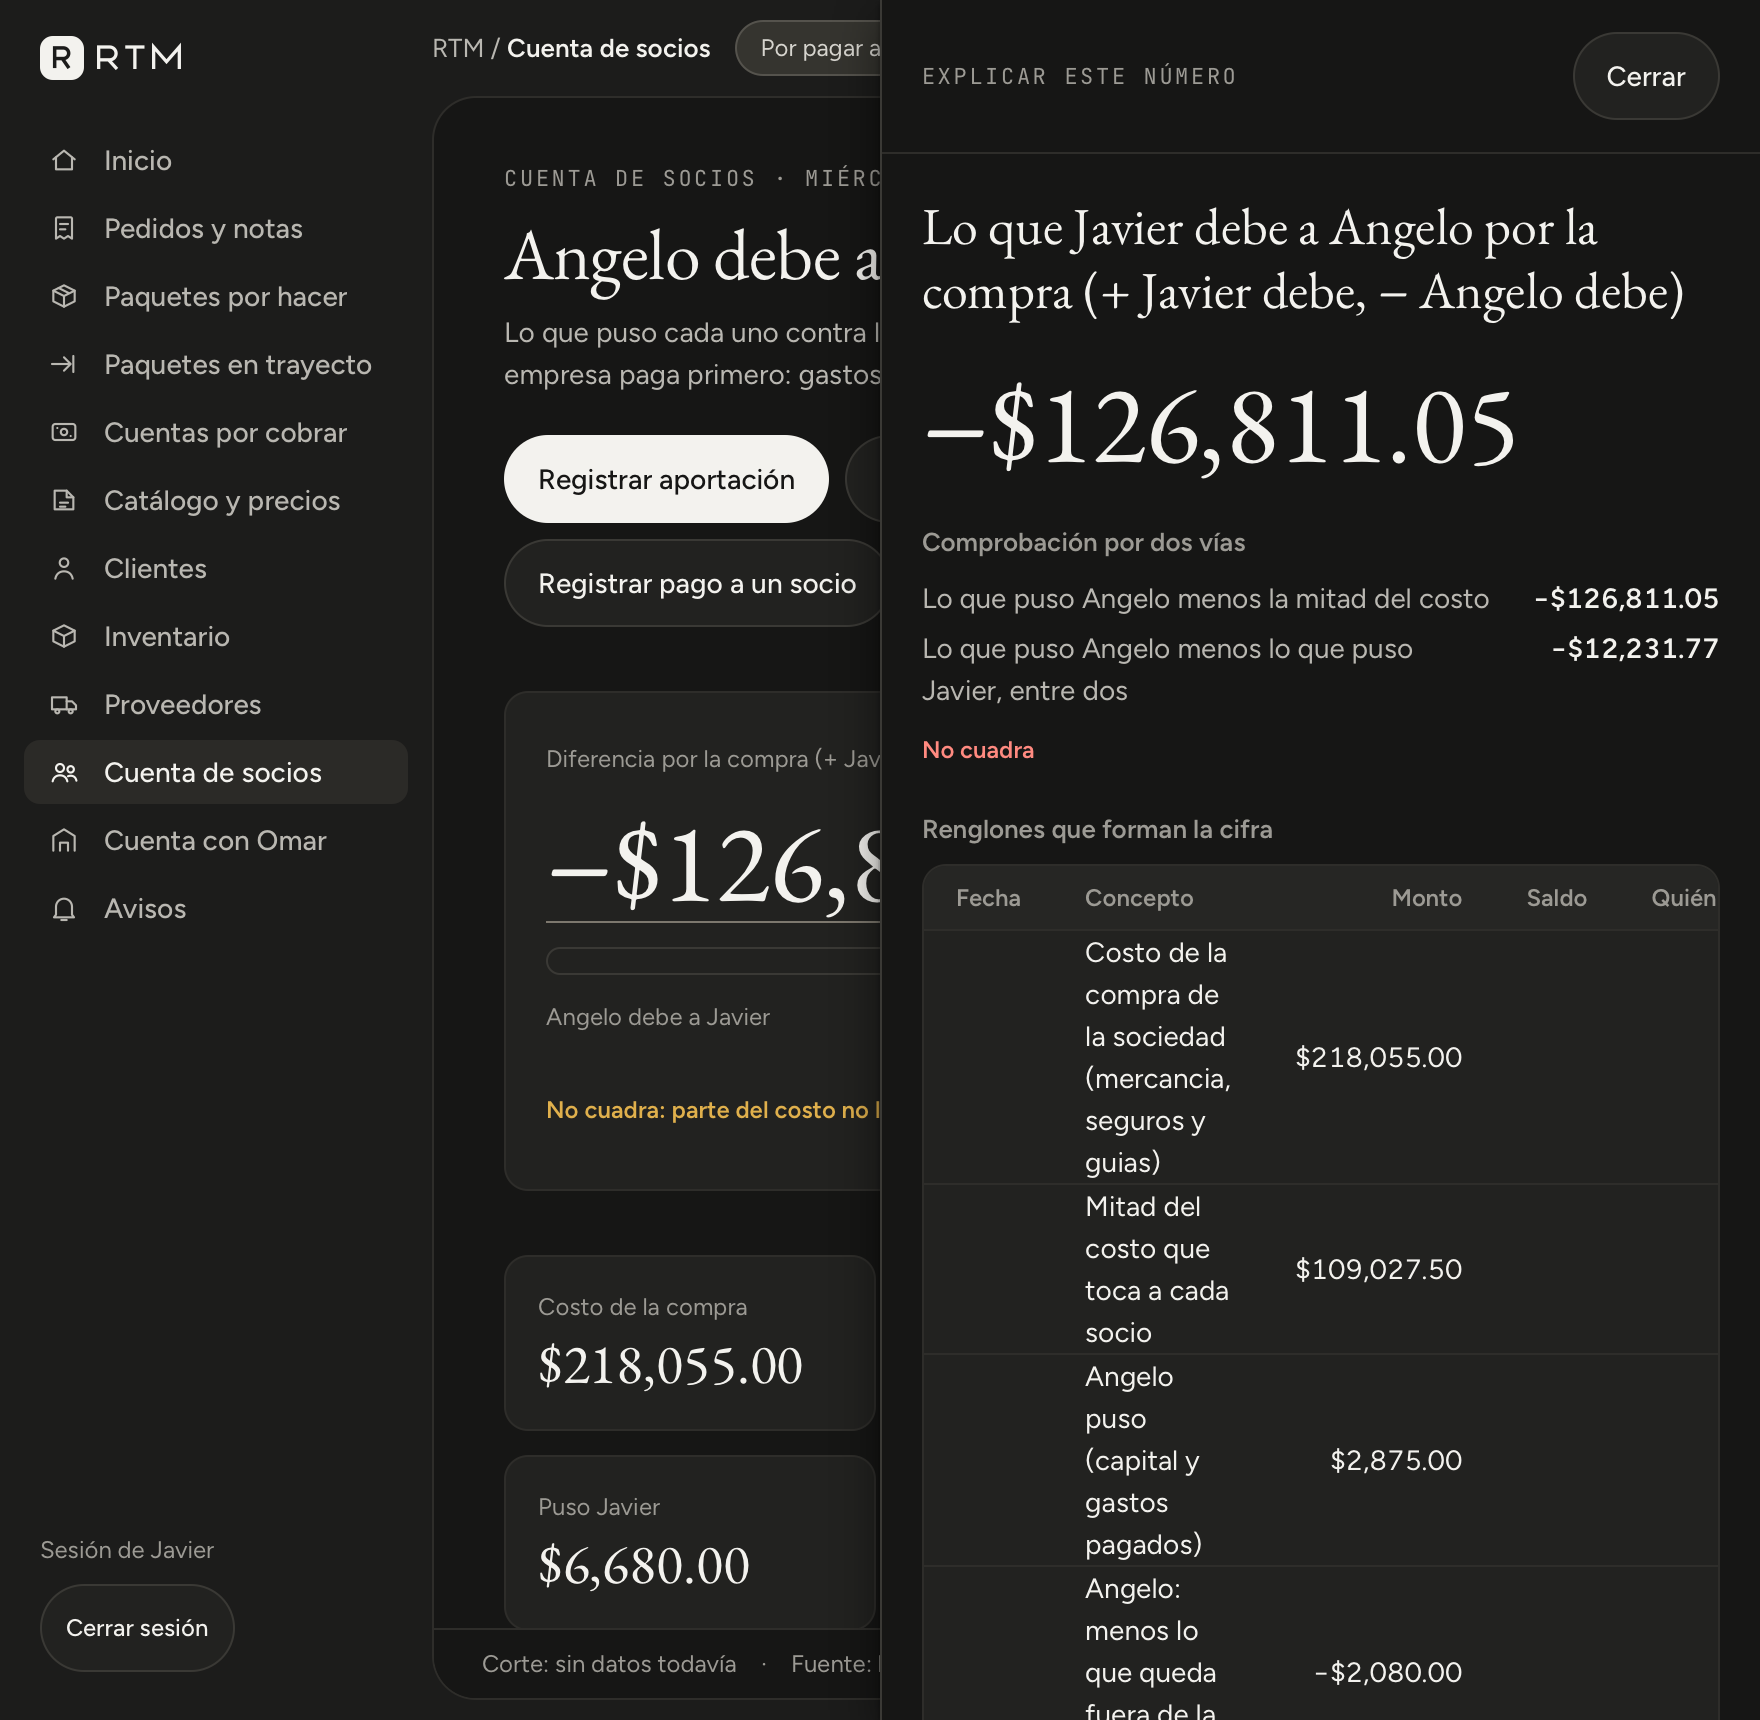 R RTM
Inicio
Pedidos y notas
Paquetes por hacer
Paquetes en trayecto
Cuentas por cobrar
Catálogo y precios
Clientes
Inventario
Proveedores
Cuenta de socios
Cuenta con Omar
Avisos
Sesión de Javier
Cerrar sesión
RTM / Cuenta de socios
Por pagar a
CUENTA DE SOCIOS · MIÉRC
Angelo debe a
Lo que puso cada uno contra l
empresa paga primero: gastos
Registrar aportación
Registrar pago a un socio
Diferencia por la compra (+ Jav
−$126,8
Angelo debe a Javier
No cuadra: parte del costo no l
Costo de la compra
$218,055.00
Puso Javier
$6,680.00
Corte: sin datos todavía · Fuente:
EXPLICAR ESTE NÚMERO
Cerrar
Lo que Javier debe a Angelo por la
compra (+ Javier debe, − Angelo debe)
−$126,811.05
Comprobación por dos vías
Lo que puso Angelo menos la mitad del costo −$126,811.05
Lo que puso Angelo menos lo que puso −$12,231.77
Javier, entre dos
No cuadra
Renglones que forman la cifra
Fecha Concepto Monto Saldo Quién
Costo de la
compra de
la sociedad
(mercancia,
$218,055.00
seguros y
guias)
Mitad del
costo que
$109,027.50
toca a cada
socio
Angelo
puso
(capital y
$2,875.00
gastos
pagados)
Angelo:
menos lo
que queda
−$2,080.00
fuera de la